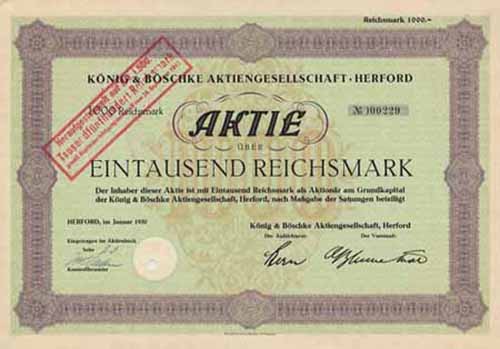 Reichsmark 1000.-
KÖNIG & BÖSCHKE AKTIENGESELLSCHAFT · HERFORD
1000 Reichsmark
№ 000229
AKTIE
ÜBER
EINTAUSEND REICHSMARK
Der Inhaber dieser Aktie ist mit Eintausend Reichsmark als Aktionär am Grundkapital
der König & Böschke Aktiengesellschaft, Herford, nach Maßgabe der Satzungen beteiligt
HERFORD, im Januar 1930
König & Böschke Aktiengesellschaft, Herford
Eingetragen im Aktienbuch
Der Aufsichtsrat:
Der Vorstand:
Seite
Kontrollbeamter